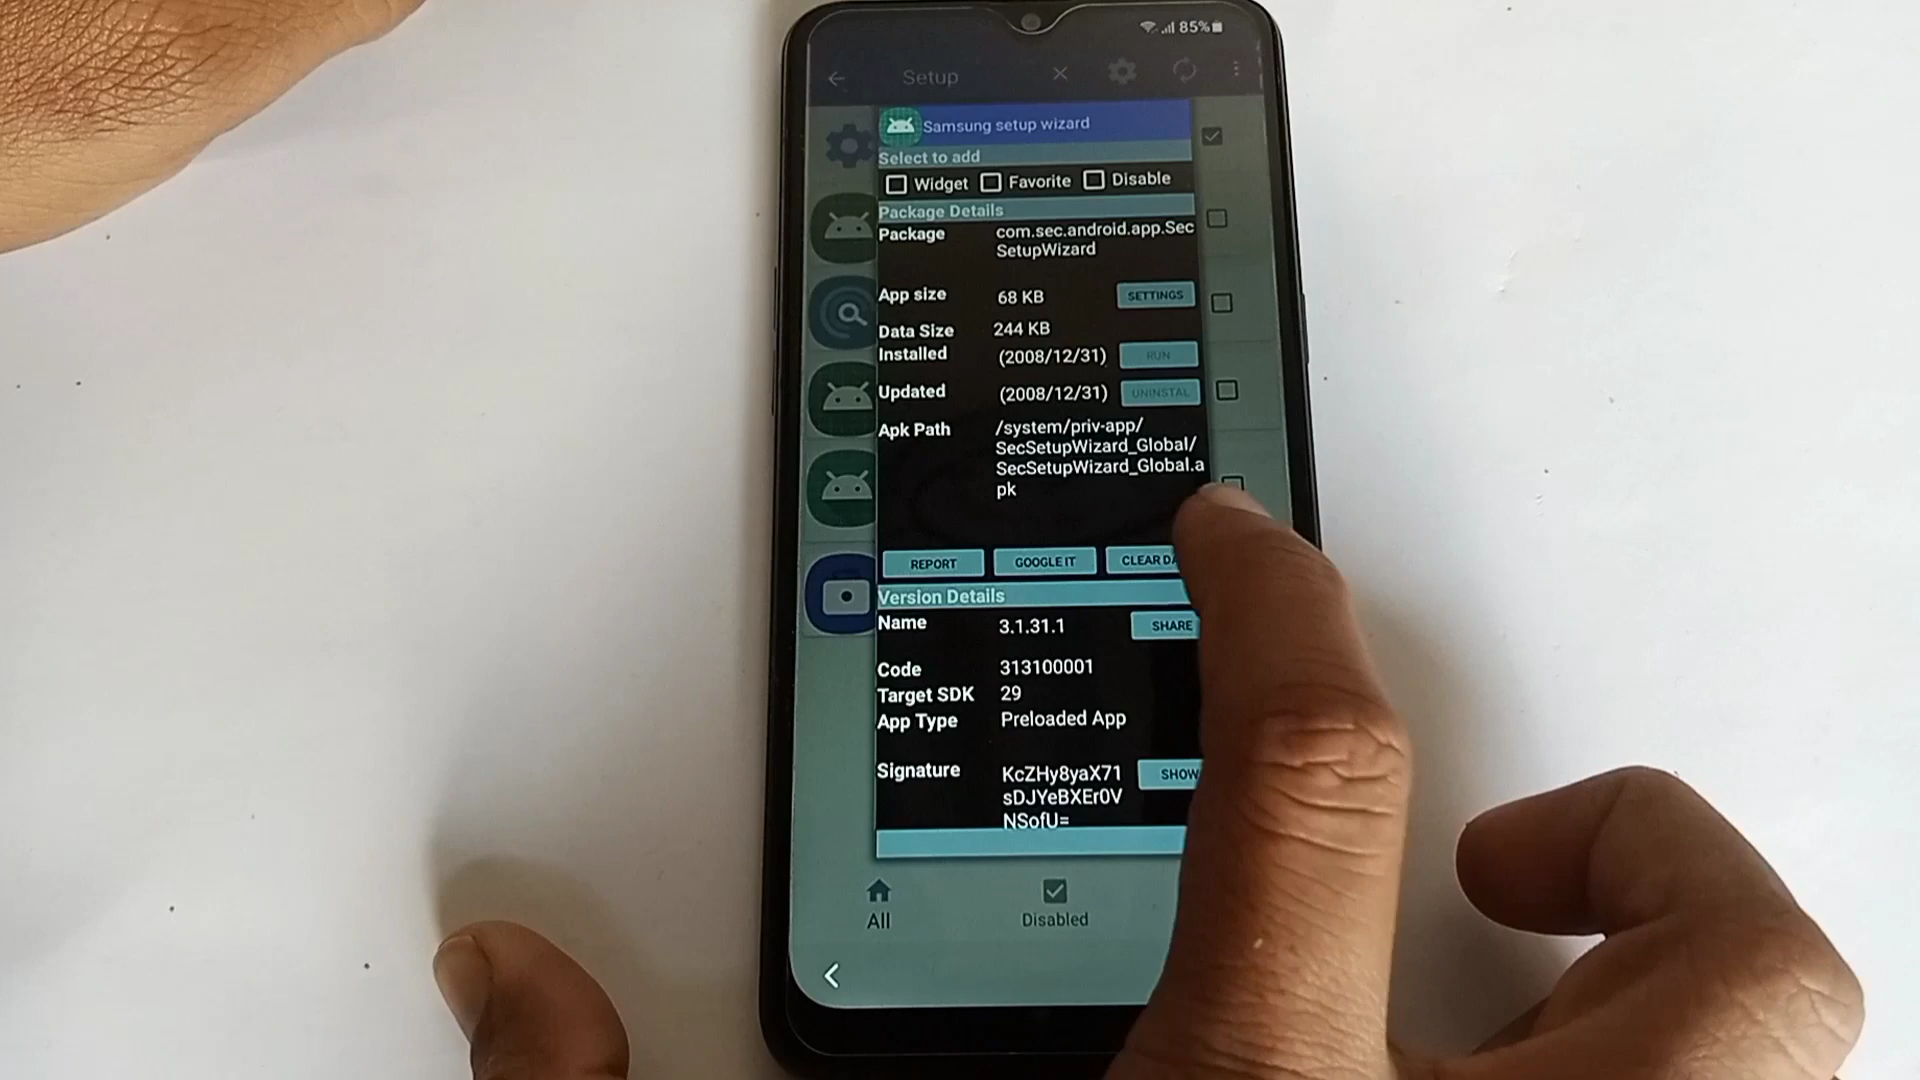 85%
Setup
Samsung setup wizard
Select to add
Widget Favorite Disable
Package Details
Package com.sec.android.app.Sec
SetupWizard
App size 68 KB SETTINGS
Data Size 244 KB
Installed (2008/12/31) RUN
Updated (2008/12/31) UNINSTAL
Apk Path /system/priv-app/
SecSetupWizard_Global/
SecSetupWizard_Global.a
pk
REPORT GOOGLE IT CLEAR DA
Version Details
Name 3.1.31.1 SHARE
Code 313100001
Target SDK 29
App Type Preloaded App
Signature KcZHy8yaX71 SHOW
sDJYeBXEr0V
NSofU=
All Disabled